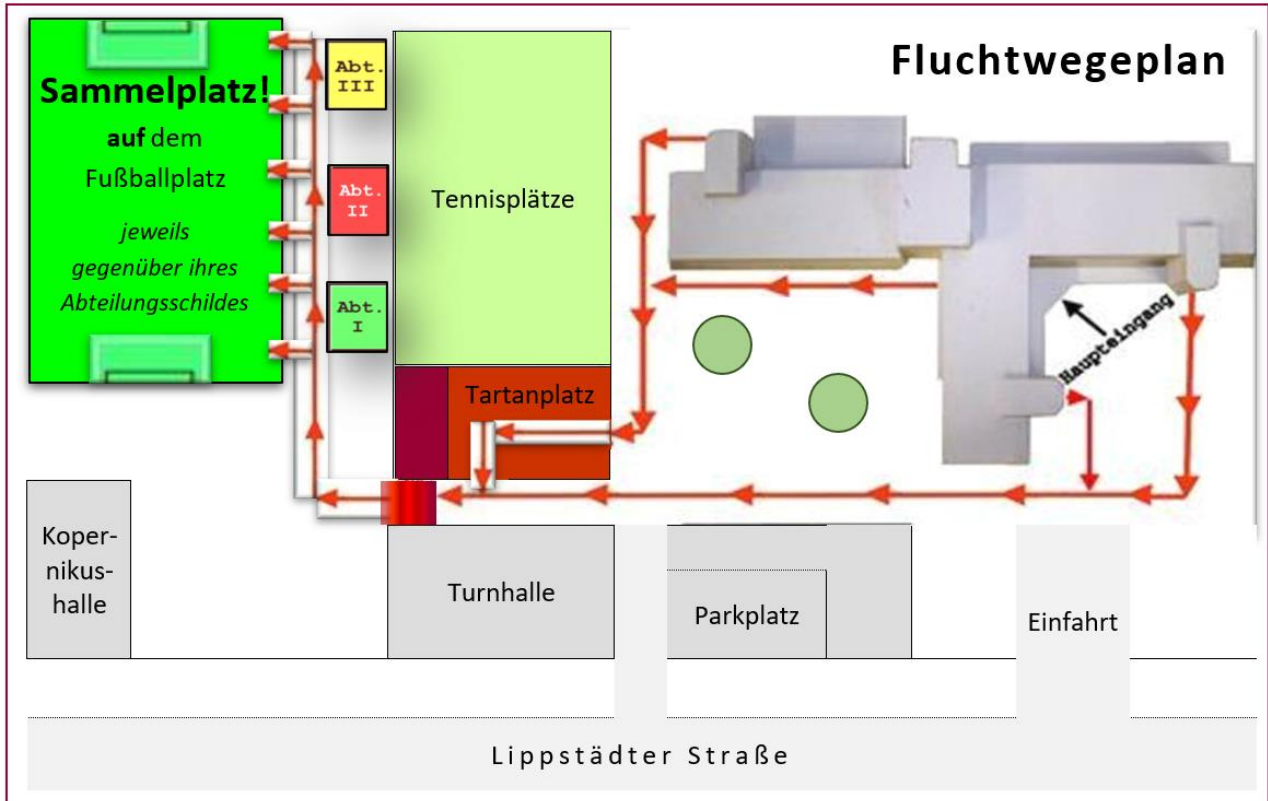 Fluchtwegeplan
Sammelplatz!
auf dem
Fußballplatz
jeweils
gegenüber ihres
Abteilungsschildes
Abt.
III
Abt.
II
Abt.
I
Tennisplätze
Tartanplatz
Haupteingang
Koper-
nikus-
halle
Turnhalle
Parkplatz
Einfahrt
Lippstädter Straße